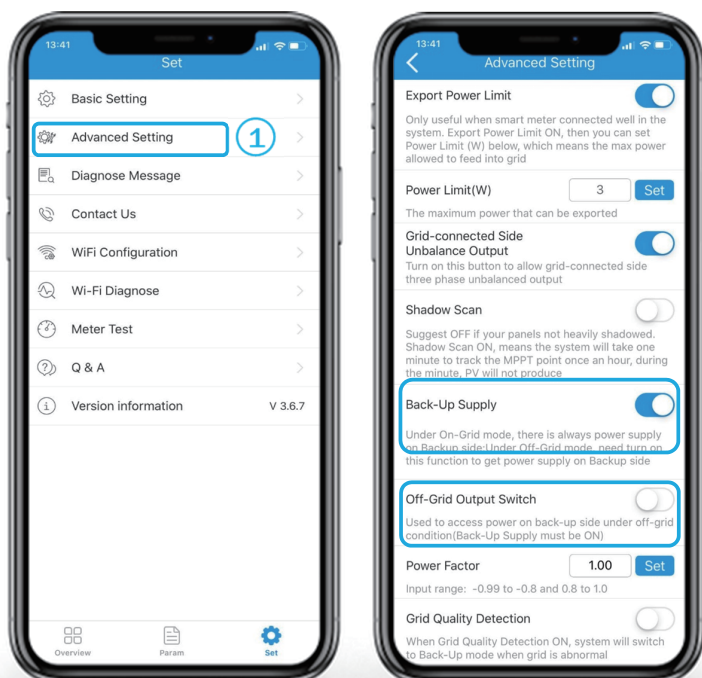 13:41
Set
Basic Setting
Advanced Setting
1
Diagnose Message
Contact Us
WiFi Configuration
Wi-Fi Diagnose
Meter Test
Q & A
Version information V 3.6.7
Overview Param Set
13:41
Advanced Setting
Export Power Limit
Only useful when smart meter connected well in the
system. Export Power Limit ON, then you can set
Power Limit (W) below, which means the max power
allowed to feed into grid
Power Limit(W) 3 Set
The maximum power that can be exported
Grid-connected Side
Unbalance Output
Turn on this button to allow grid-connected side
three phase unbalanced output
Shadow Scan
Suggest OFF if your panels not heavily shadowed.
Shadow Scan ON, means the system will take one
minute to track the MPPT point once an hour, during
the minute, PV will not produce
Back-Up Supply
Under On-Grid mode, there is always power supply
on Backup side:Under Off-Grid mode, need turn on
this function to get power supply on Backup side
Off-Grid Output Switch
Used to access power on back-up side under off-grid
condition(Back-Up Supply must be ON)
Power Factor 1.00 Set
Input range: -0.99 to -0.8 and 0.8 to 1.0
Grid Quality Detection
When Grid Quality Detection ON, system will switch
to Back-Up mode when grid is abnormal